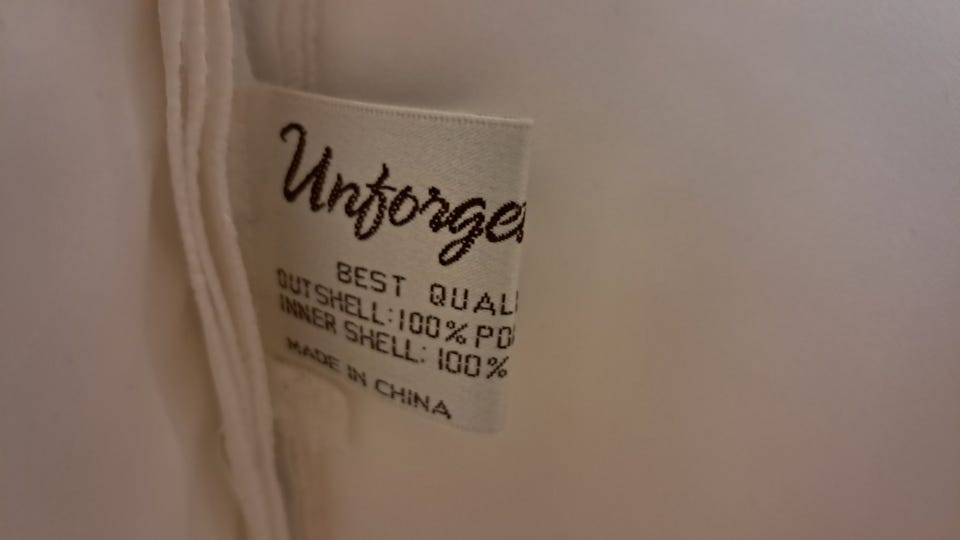 Unforge
BEST QUAL
OUTSHELL:100% PO
INNER SHELL: 100%
MADE IN CHINA